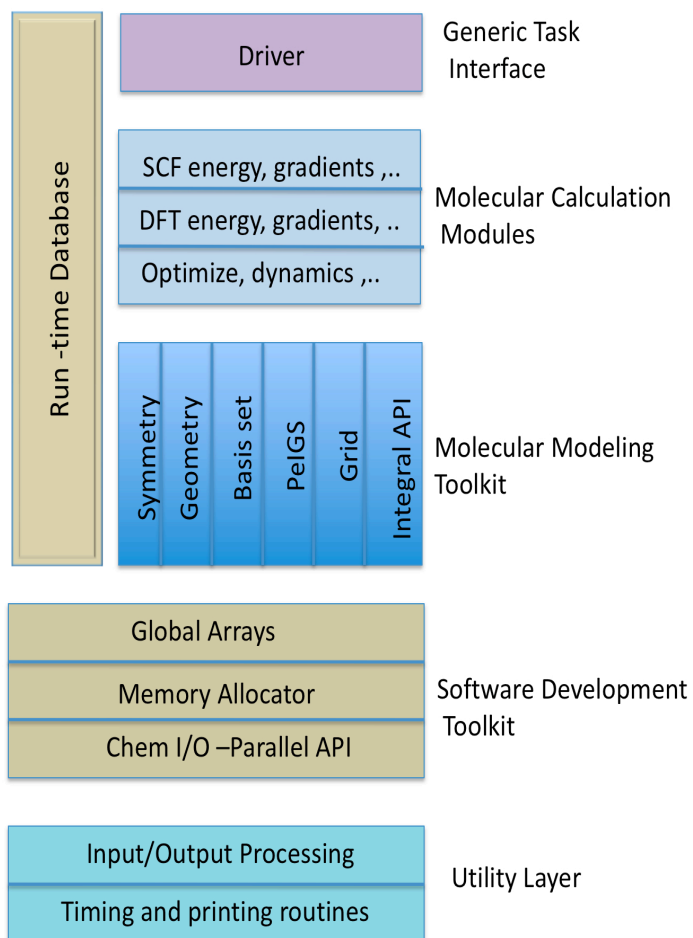 Run -time Database
Driver
Generic Task
Interface
SCF energy, gradients ,..
DFT energy, gradients, ..
Optimize, dynamics ,..
Molecular Calculation
Modules
Symmetry
Geometry
Basis set
PeIGS
Grid
Integral API
Molecular Modeling
Toolkit
Global Arrays
Memory Allocator
Chem I/O –Parallel API
Software Development
Toolkit
Input/Output Processing
Timing and printing routines
Utility Layer